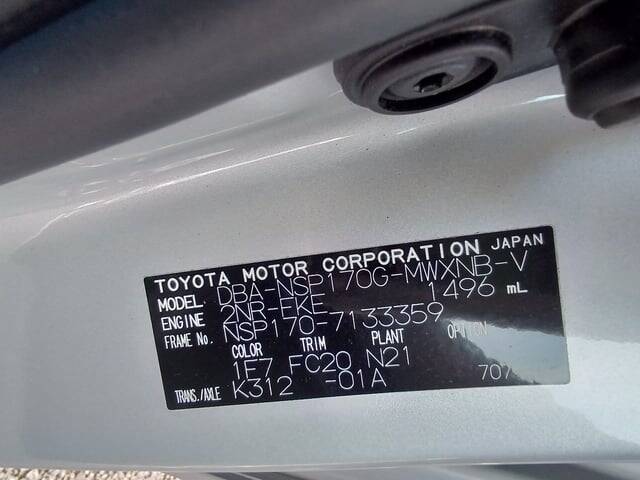 TOYOTA MOTOR CORPORATION JAPAN
MODEL DBA-NSP170G-MWXNB-V
ENGINE 2NR-FKE 1496 mL
FRAME No. NSP170-7133359
COLOR TRIM PLANT OPTION
1F7 FC20 N21
TRANS./AXLE K312 -01A 707